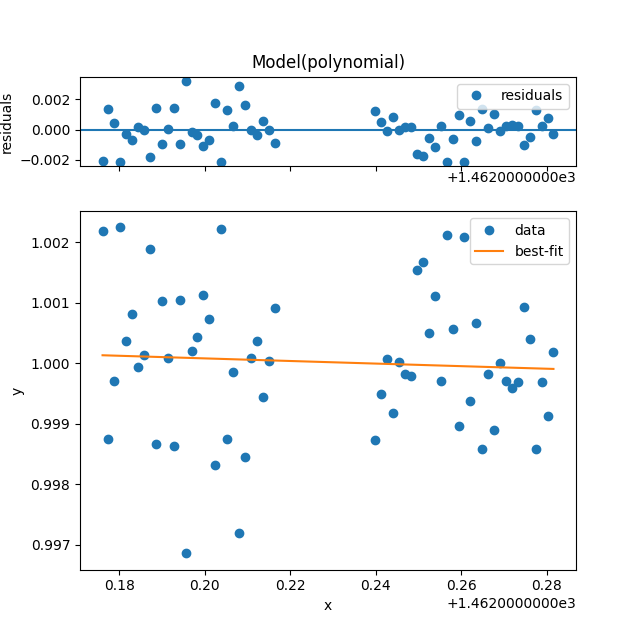 Model(polynomial)
residuals
0.002
0.000
−0.002
residuals
+1.4620000000e3
y
1.002
1.001
1.000
0.999
0.998
0.997
data
best-fit
0.18
0.20
0.22
0.24
0.26
0.28
x
+1.4620000000e3